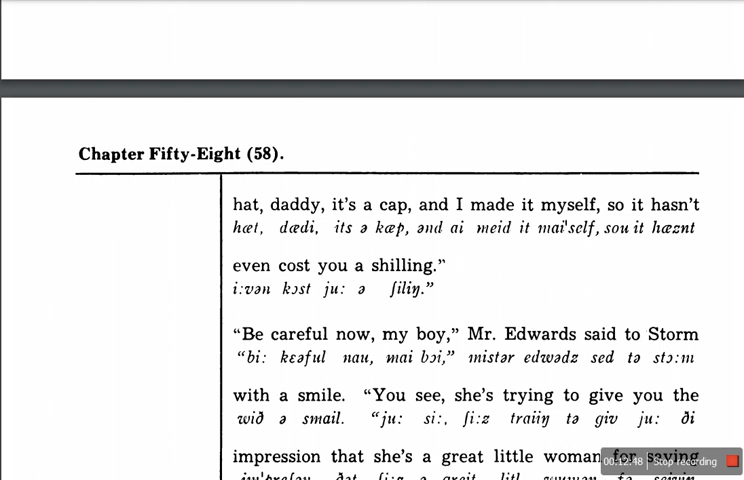 Chapter Fifty-Eight (58).
hat, daddy, it's a cap, and I made it myself, so it hasn't
hæt, dædi, its ə kæp, ənd ai meid it mai'self, sou it hæznt
even cost you a shilling."
i:vən kɔst ju: ə ʃiliŋ."
"Be careful now, my boy," Mr. Edwards said to Storm
"bi: kɛəful nau, mai bɔi," mistər edwədz sed tə stɔ:m
with a smile. "You see, she's trying to give you the
wið ə smail. "ju: si:, ʃi:z traiiŋ tə giv ju: ði
impression that she's a great little woman for saving
00:12:48 | Stop recording